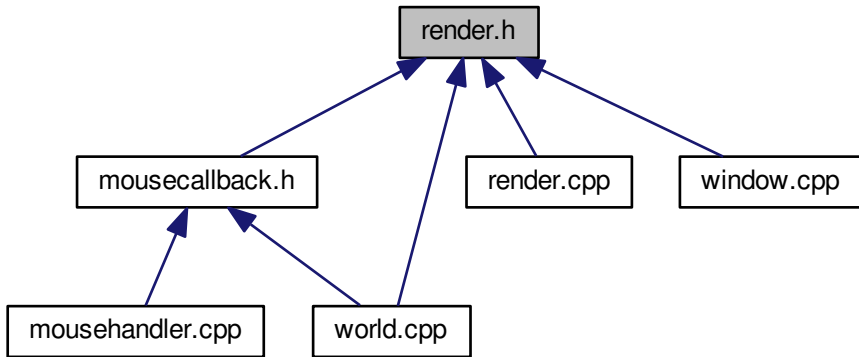 render.h
mousecallback.h
render.cpp
window.cpp
mousehandler.cpp
world.cpp